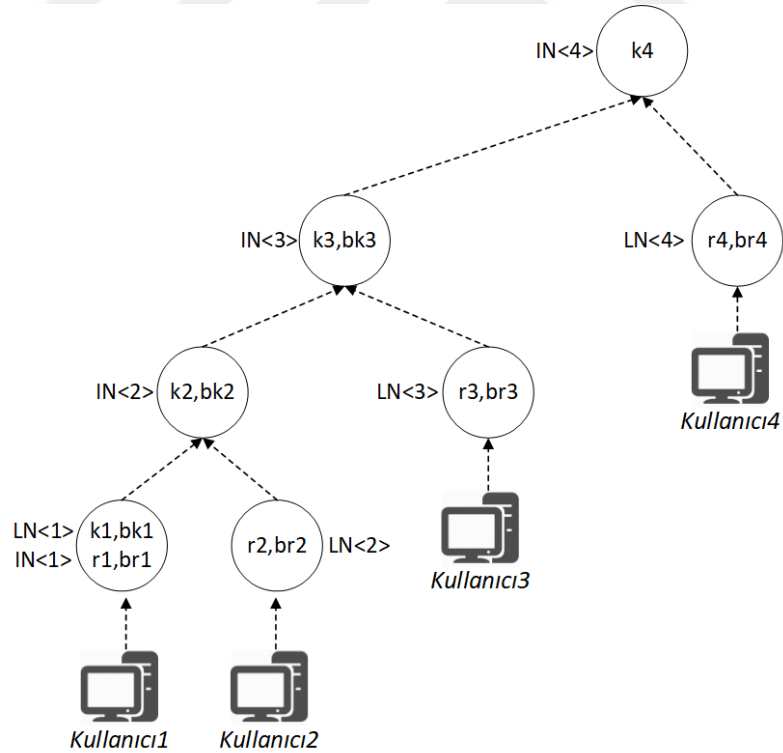 IN<4> k4
IN<3> k3,bk3
LN<4> r4,br4
Kullanıcı4
IN<2> k2,bk2
LN<3> r3,br3
Kullanıcı3
LN<1> k1,bk1
IN<1> r1,br1
r2,br2 LN<2>
Kullanıcı1
Kullanıcı2